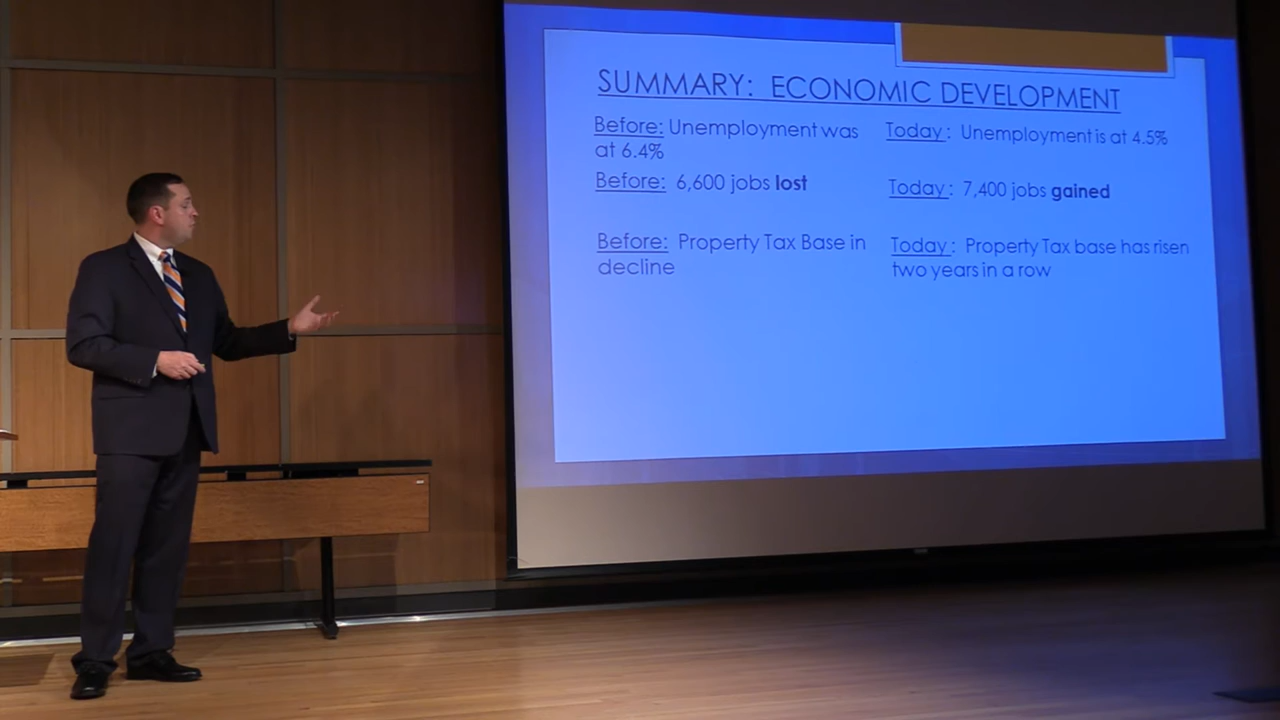 SUMMARY:  ECONOMIC DEVELOPMENT
Before: Unemployment was
at 6.4%
Today :  Unemployment is at 4.5%
Before:  6,600 jobs lost
Today :  7,400 jobs gained
Before:  Property Tax Base in
decline
Today :  Property Tax base has risen
two years in a row